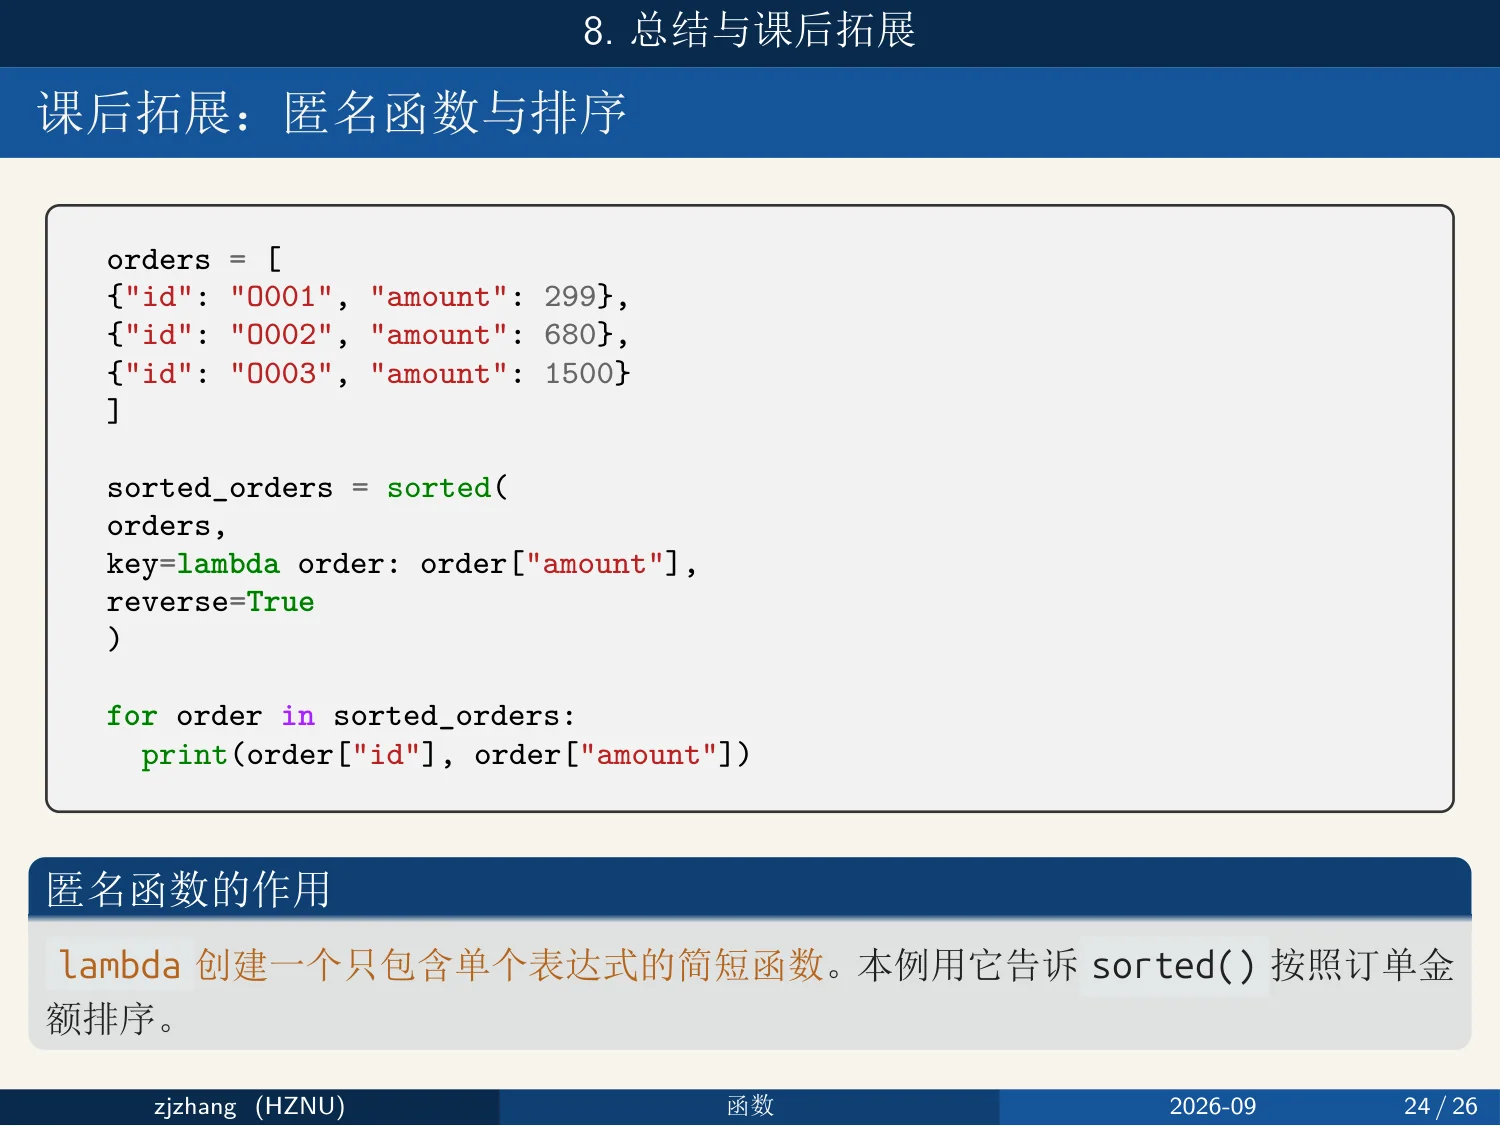 8. 总结与课后拓展
课后拓展：匿名函数与排序
orders = [
{"id": "O001", "amount": 299},
{"id": "O002", "amount": 680},
{"id": "O003", "amount": 1500}
]
sorted_orders = sorted(
orders,
key=lambda order: order["amount"],
reverse=True
)
for order in sorted_orders:
  print(order["id"], order["amount"])
匿名函数的作用
lambda 创建一个只包含单个表达式的简短函数。本例用它告诉 sorted() 按照订单金
额排序。
zjzhang (HZNU) 函数 2026-09 24 / 26